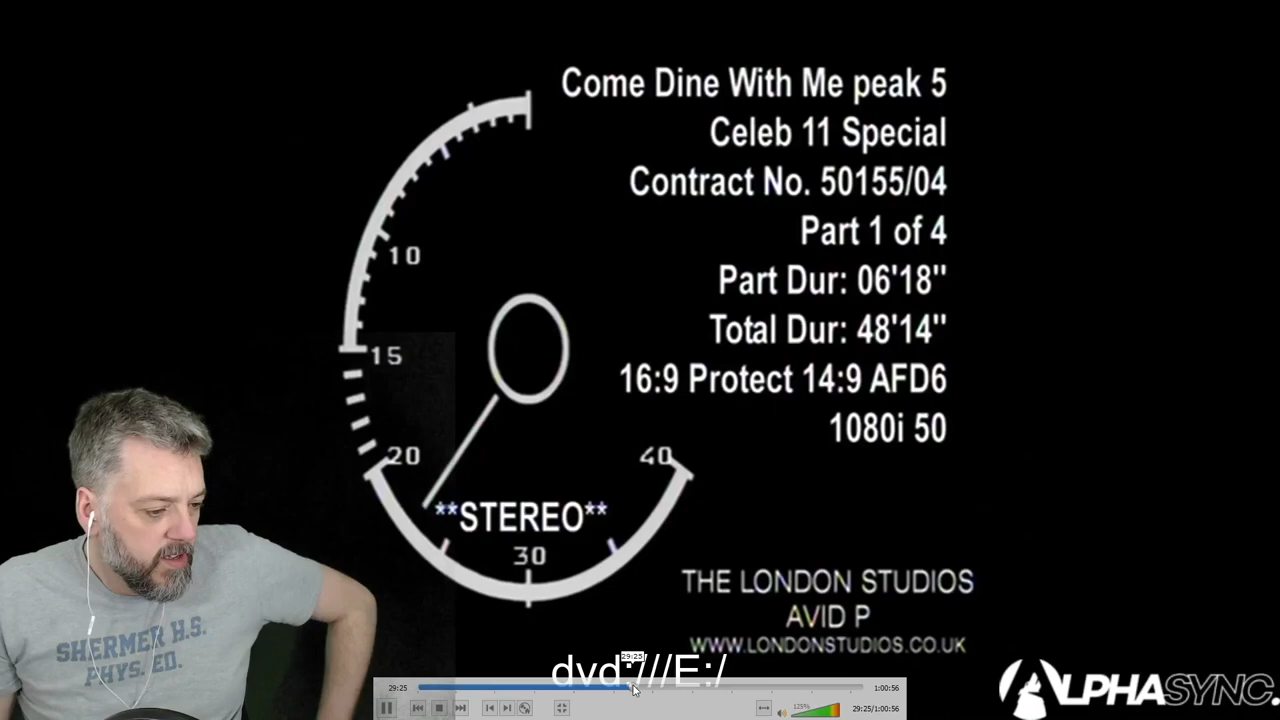 Come Dine With Me peak 5
Celeb 11 Special
Contract No. 50155/04
Part 1 of 4
Part Dur: 06'18"
Total Dur: 48'14"
16:9 Protect 14:9 AFD6
1080i 50
10
15
20
40
**STEREO**
30
THE LONDON STUDIOS
AVID P
WWW.LONDONSTUDIOS.CO.UK
SHERMER H.S.
PHYS. ED.
29:25
dvd:///E:/
29:25
1:00:56
125%
29:25/1:00:56
ALPHASYNC.